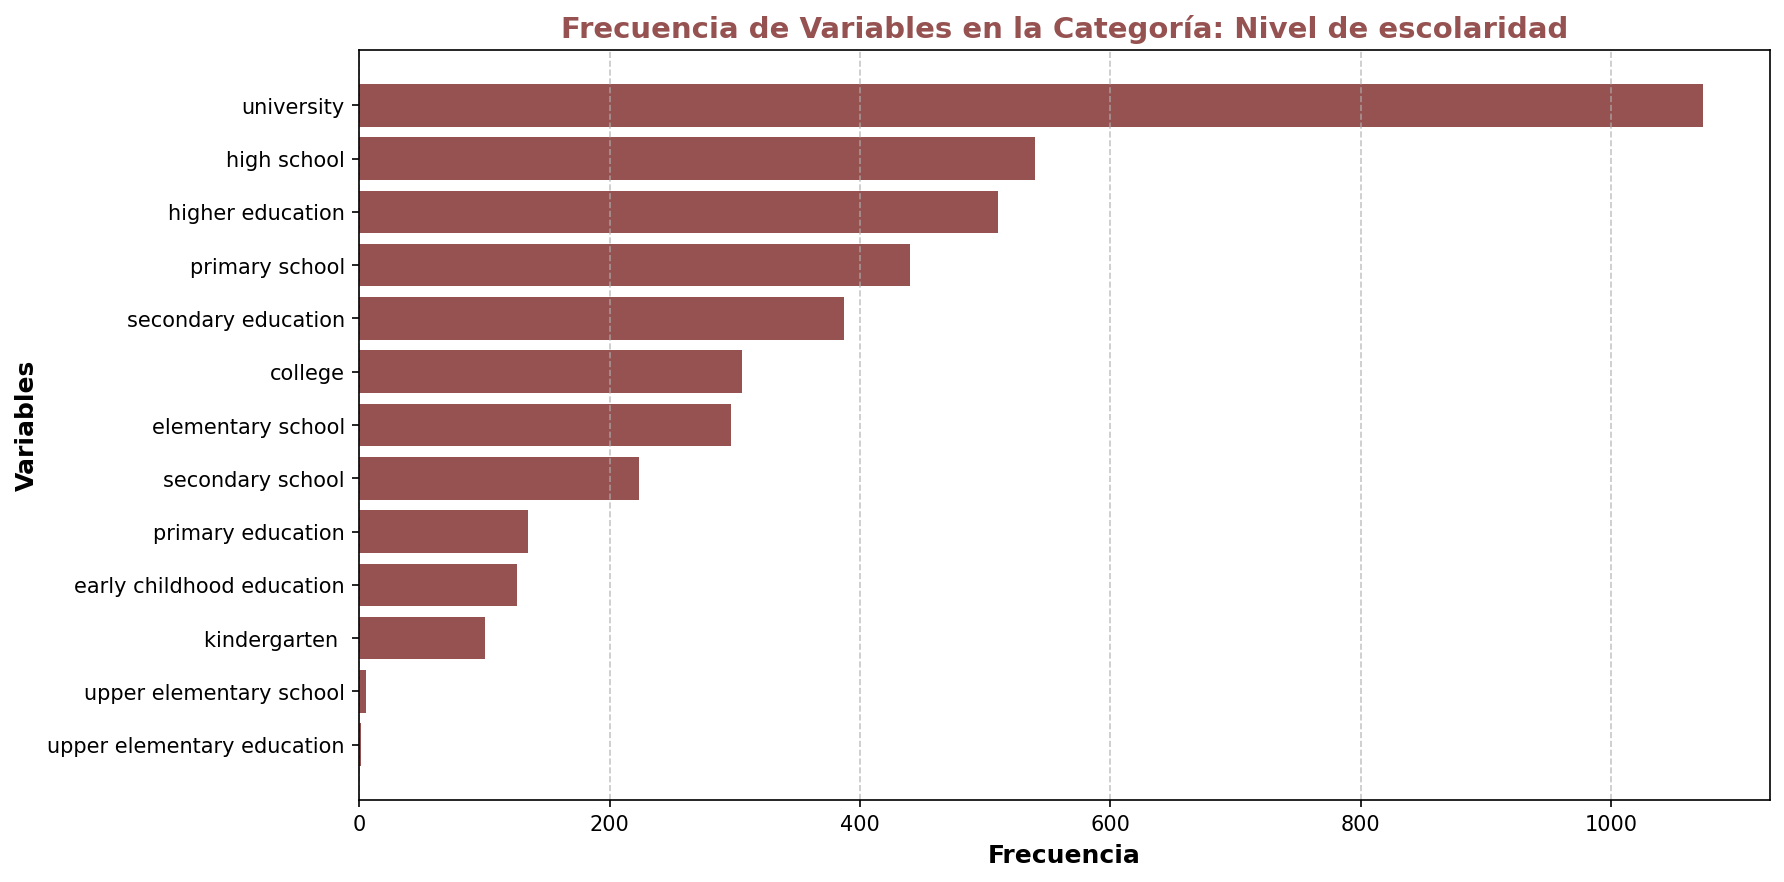 Frecuencia de Variables en la Categoría: Nivel de escolaridad
Variables
university
high school
higher education
primary school
secondary education
college
elementary school
secondary school
primary education
early childhood education
kindergarten
upper elementary school
upper elementary education
0 200 400 600 800 1000
Frecuencia